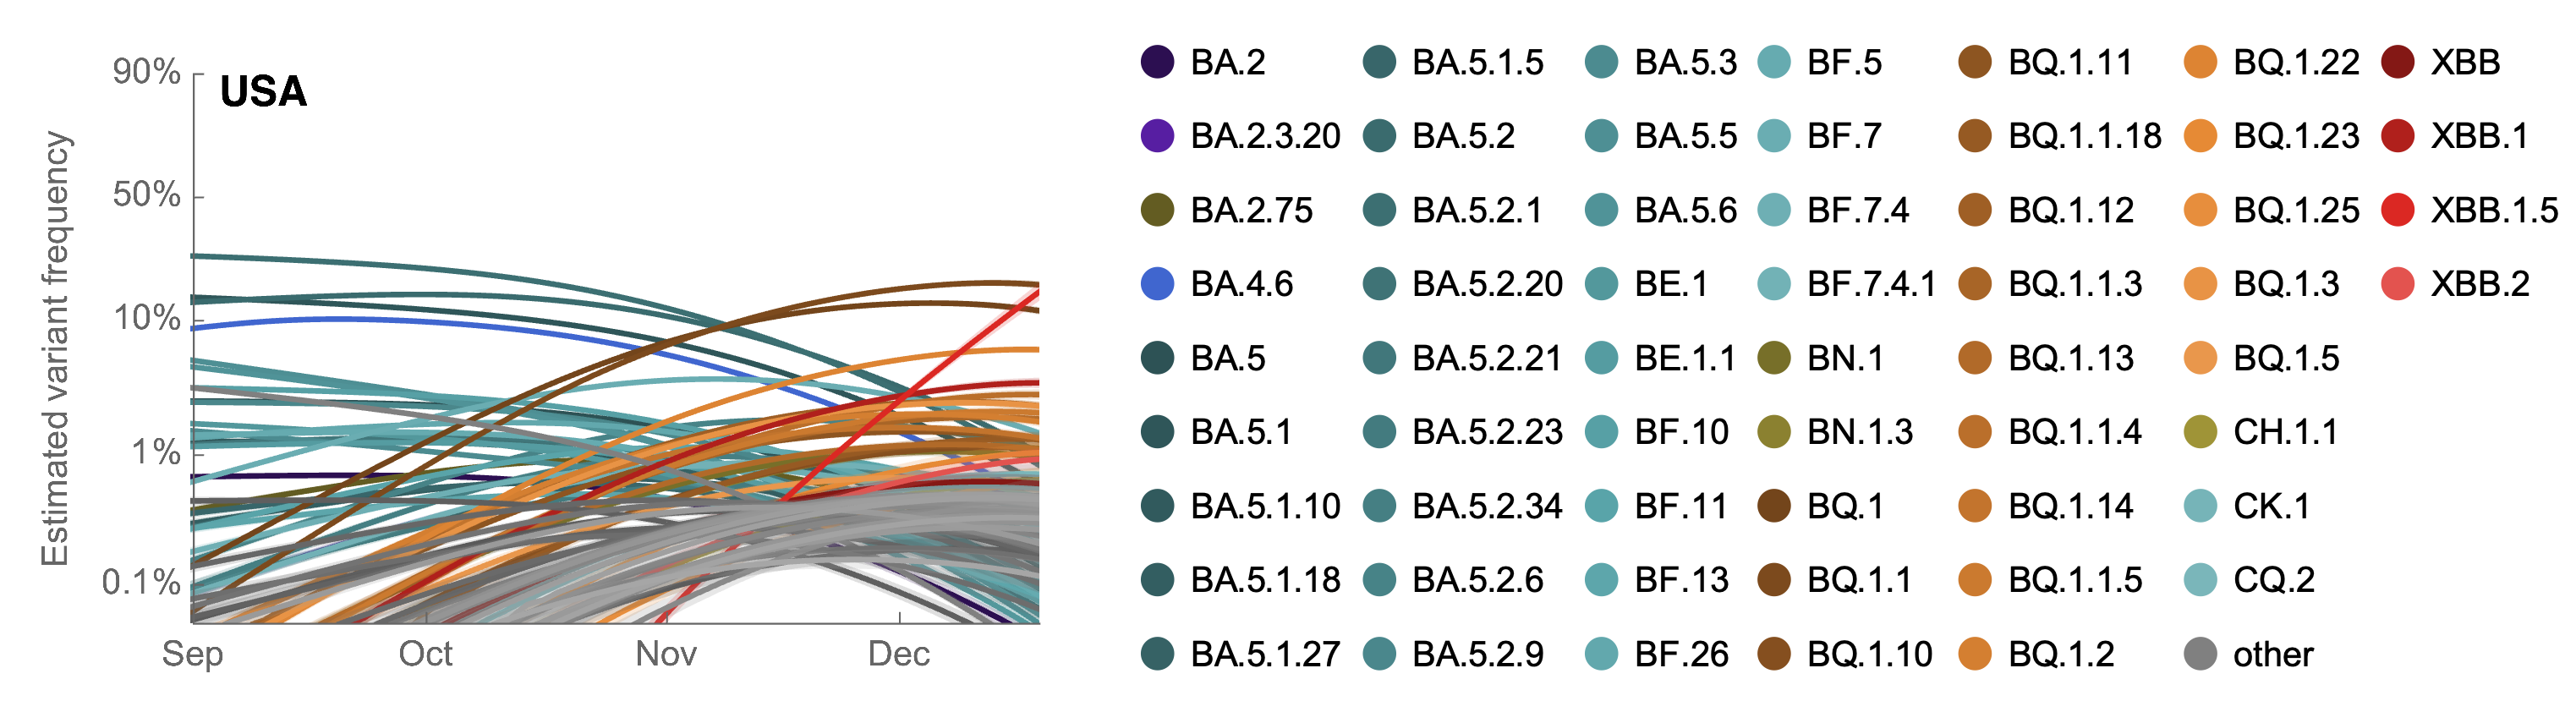 USA
Estimated variant frequency
90%
50%
10%
1%
0.1%
Sep Oct Nov Dec
BA.2 BA.5.1.5 BA.5.3 BF.5 BQ.1.11 BQ.1.22 XBB
BA.2.3.20 BA.5.2 BA.5.5 BF.7 BQ.1.1.18 BQ.1.23 XBB.1
BA.2.75 BA.5.2.1 BA.5.6 BF.7.4 BQ.1.12 BQ.1.25 XBB.1.5
BA.4.6 BA.5.2.20 BE.1 BF.7.4.1 BQ.1.1.3 BQ.1.3 XBB.2
BA.5 BA.5.2.21 BE.1.1 BN.1 BQ.1.13 BQ.1.5
BA.5.1 BA.5.2.23 BF.10 BN.1.3 BQ.1.1.4 CH.1.1
BA.5.1.10 BA.5.2.34 BF.11 BQ.1 BQ.1.14 CK.1
BA.5.1.18 BA.5.2.6 BF.13 BQ.1.1 BQ.1.1.5 CQ.2
BA.5.1.27 BA.5.2.9 BF.26 BQ.1.10 BQ.1.2 other